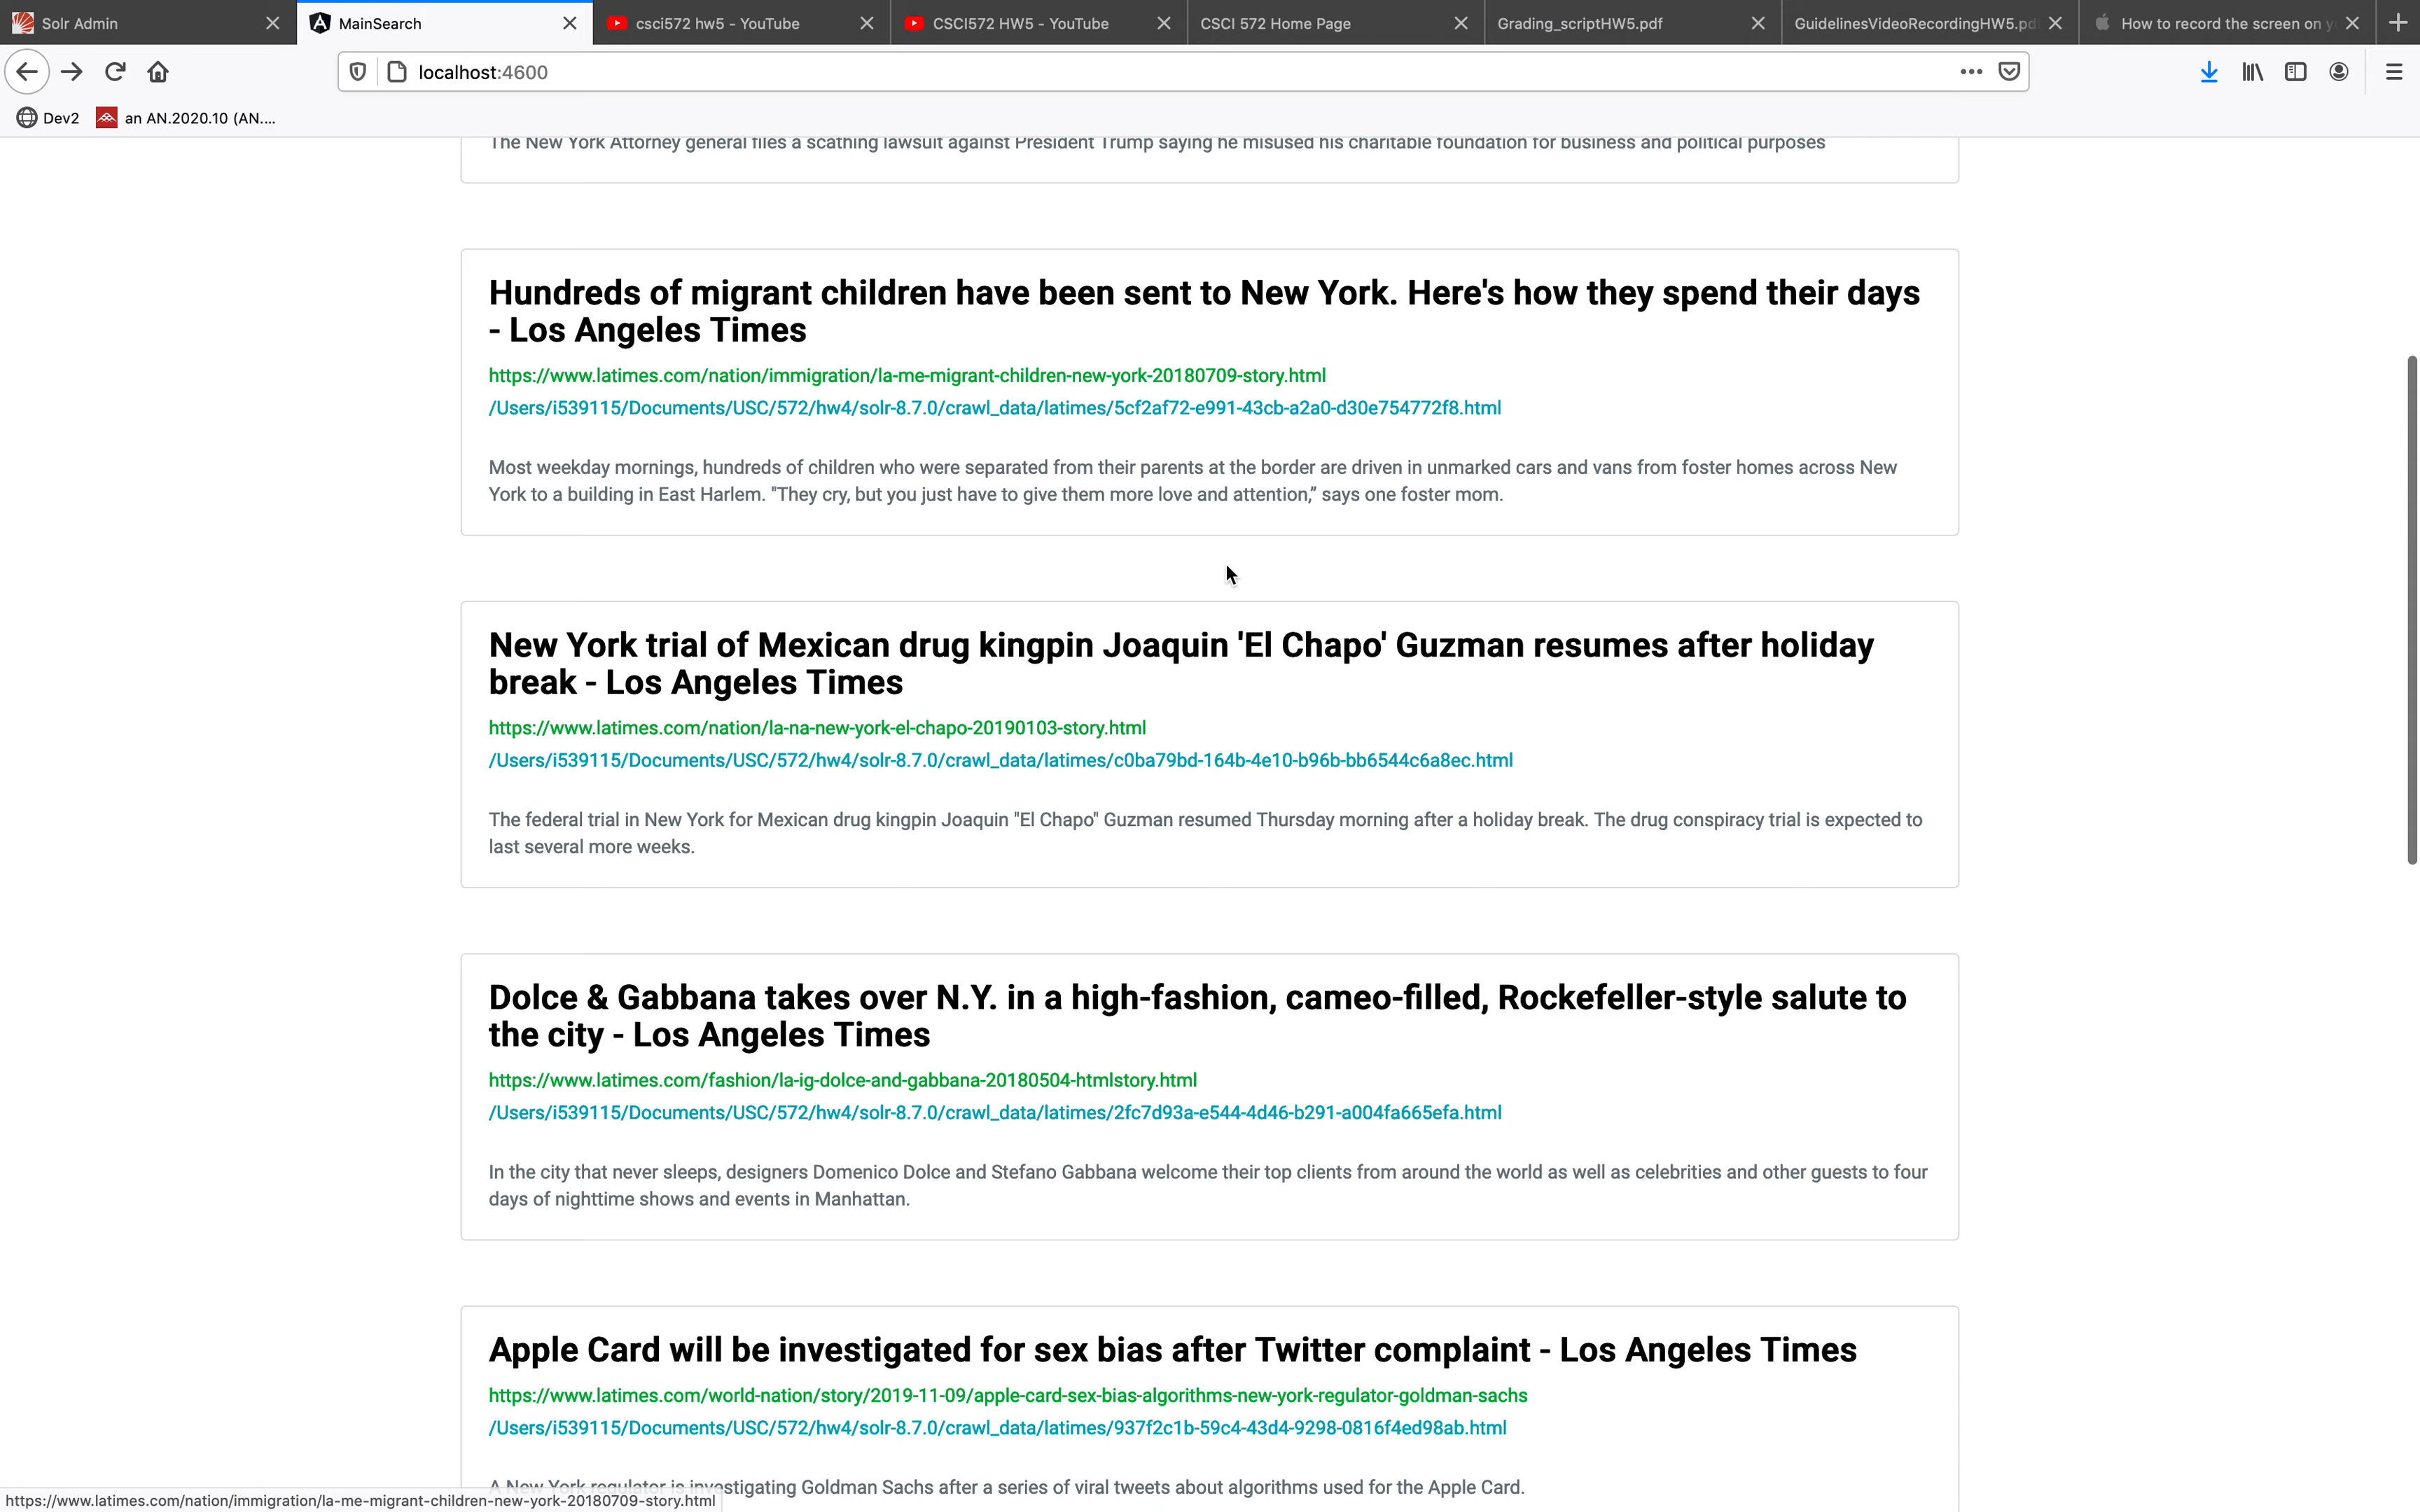 Solr Admin
MainSearch
csci572 hw5 - YouTube
CSCI572 HW5 - YouTube
CSCI 572 Home Page
Grading_scriptHW5.pdf
GuidelinesVideoRecordingHW5.pd
How to record the screen on y
localhost:4600
Dev2
an AN.2020.10 (AN....
The New York Attorney general files a scathing lawsuit against President Trump saying he misused his charitable foundation for business and political purposes
Hundreds of migrant children have been sent to New York. Here's how they spend their days
- Los Angeles Times
https://www.latimes.com/nation/immigration/la-me-migrant-children-new-york-20180709-story.html
/Users/i539115/Documents/USC/572/hw4/solr-8.7.0/crawl_data/latimes/5cf2af72-e991-43cb-a2a0-d30e754772f8.html
Most weekday mornings, hundreds of children who were separated from their parents at the border are driven in unmarked cars and vans from foster homes across New
York to a building in East Harlem. "They cry, but you just have to give them more love and attention,” says one foster mom.
New York trial of Mexican drug kingpin Joaquin 'El Chapo' Guzman resumes after holiday
break - Los Angeles Times
https://www.latimes.com/nation/la-na-new-york-el-chapo-20190103-story.html
/Users/i539115/Documents/USC/572/hw4/solr-8.7.0/crawl_data/latimes/c0ba79bd-164b-4e10-b96b-bb6544c6a8ec.html
The federal trial in New York for Mexican drug kingpin Joaquin "El Chapo" Guzman resumed Thursday morning after a holiday break. The drug conspiracy trial is expected to
last several more weeks.
Dolce & Gabbana takes over N.Y. in a high-fashion, cameo-filled, Rockefeller-style salute to
the city - Los Angeles Times
https://www.latimes.com/fashion/la-ig-dolce-and-gabbana-20180504-htmlstory.html
/Users/i539115/Documents/USC/572/hw4/solr-8.7.0/crawl_data/latimes/2fc7d93a-e544-4d46-b291-a004fa665efa.html
In the city that never sleeps, designers Domenico Dolce and Stefano Gabbana welcome their top clients from around the world as well as celebrities and other guests to four
days of nighttime shows and events in Manhattan.
Apple Card will be investigated for sex bias after Twitter complaint - Los Angeles Times
https://www.latimes.com/world-nation/story/2019-11-09/apple-card-sex-bias-algorithms-new-york-regulator-goldman-sachs
/Users/i539115/Documents/USC/572/hw4/solr-8.7.0/crawl_data/latimes/937f2c1b-59c4-43d4-9298-0816f4ed98ab.html
A New York regulator is investigating Goldman Sachs after a series of viral tweets about algorithms used for the Apple Card.
https://www.latimes.com/nation/immigration/la-me-migrant-children-new-york-20180709-story.html